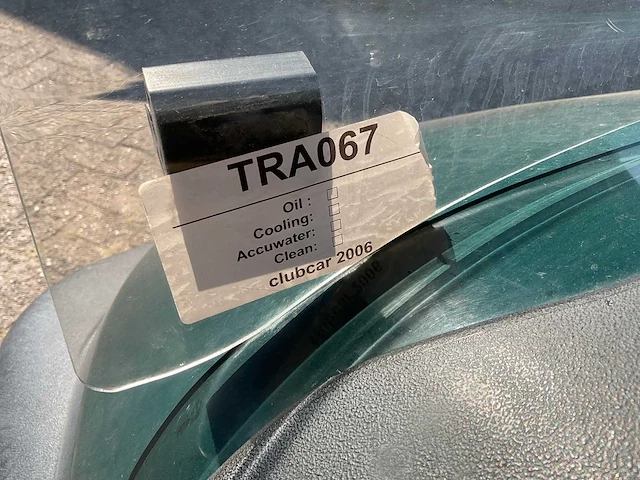 TRA067
Oil :
Cooling:
Accuwater:
Clean:
clubcar 2006